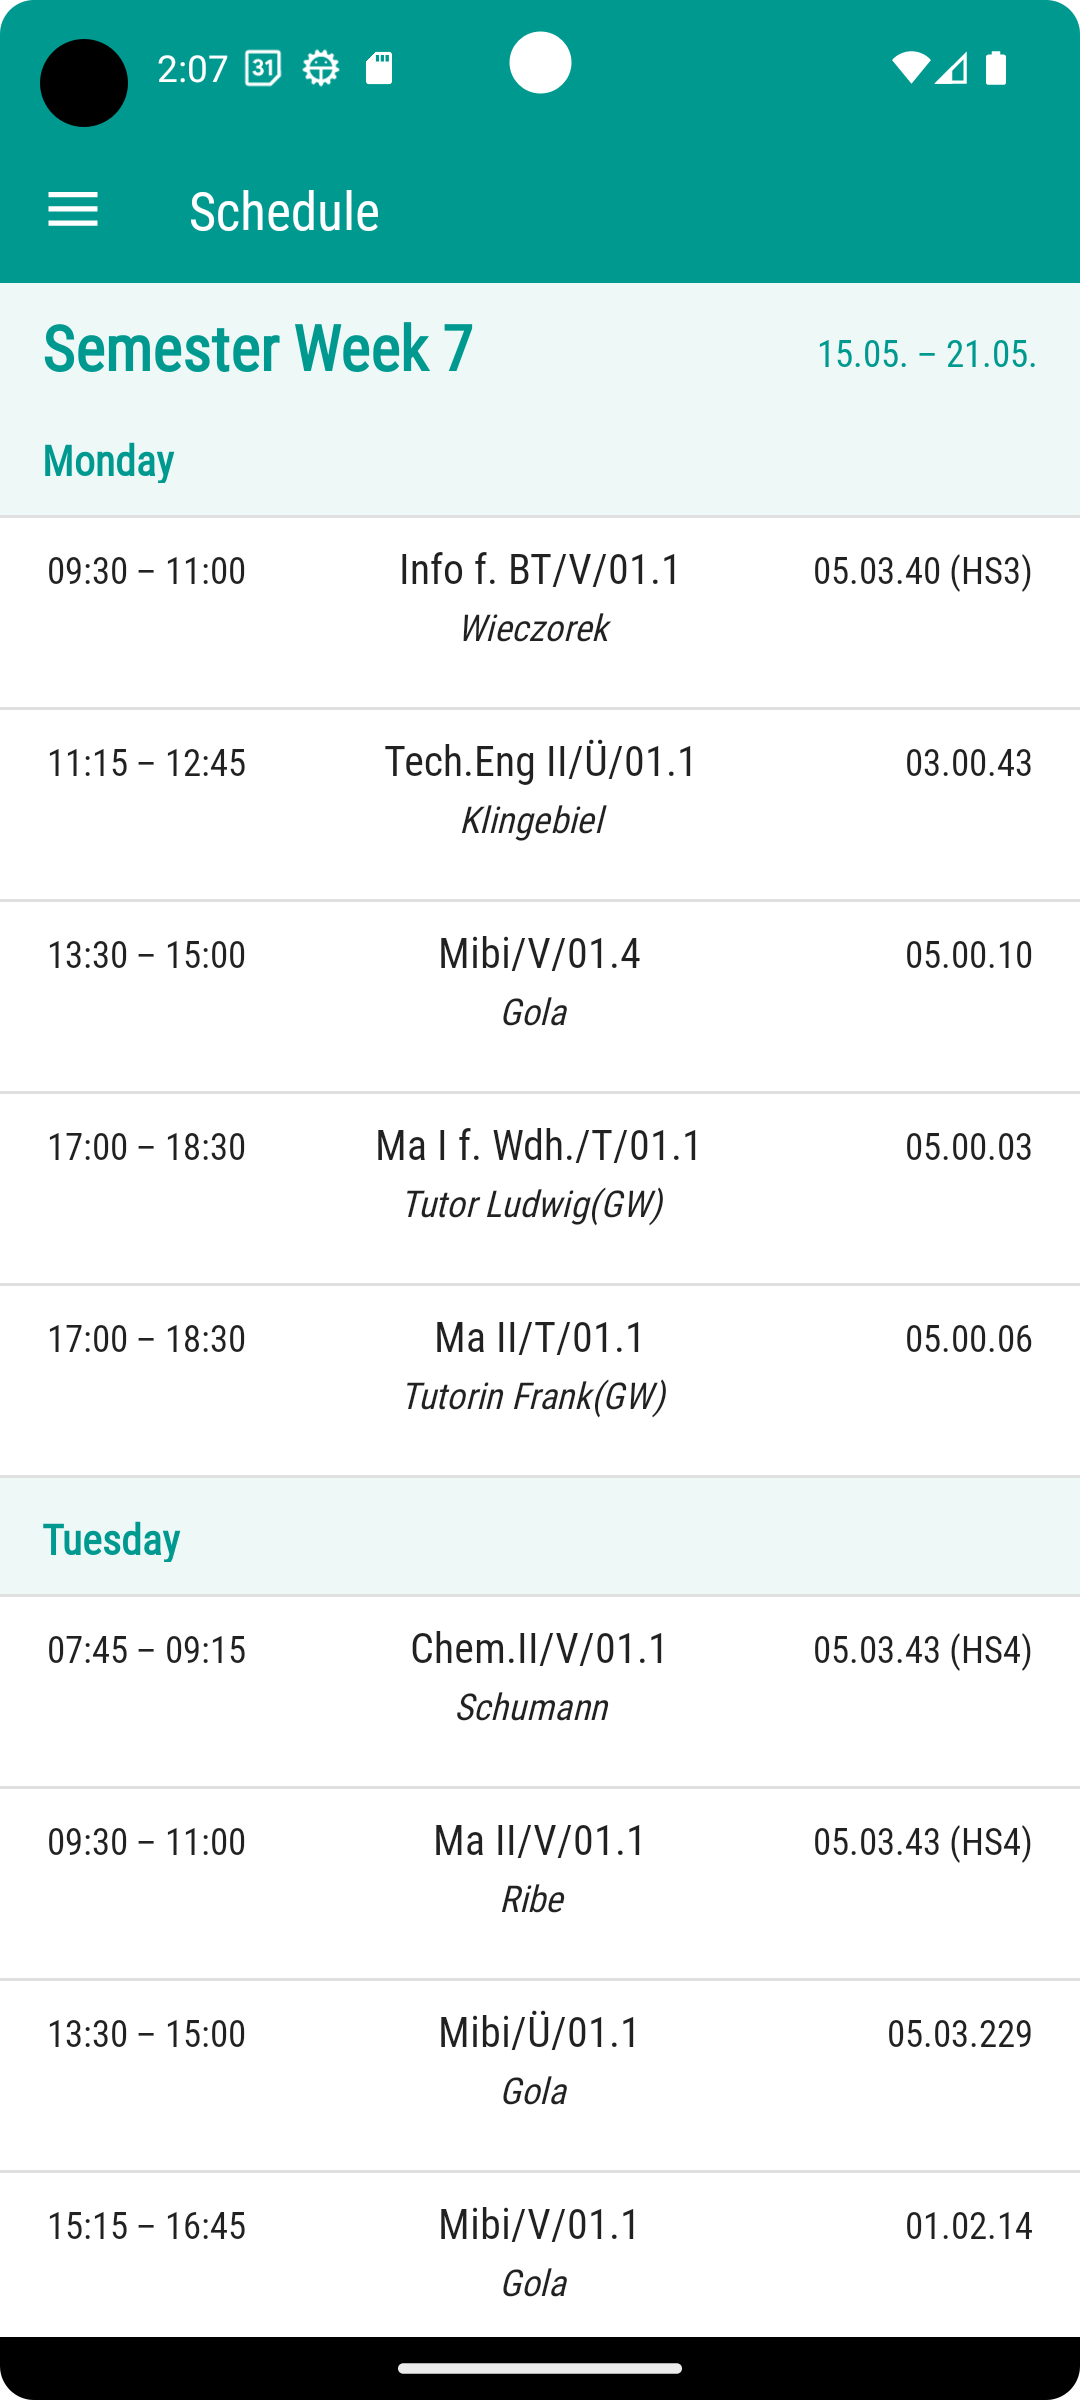 2:07 31
Schedule
Semester Week 7 15.05. – 21.05.
Monday
09:30 – 11:00 Info f. BT/V/01.1 05.03.40 (HS3)
Wieczorek
11:15 – 12:45 Tech.Eng II/Ü/01.1 03.00.43
Klingebiel
13:30 – 15:00 Mibi/V/01.4 05.00.10
Gola
17:00 – 18:30 Ma I f. Wdh./T/01.1 05.00.03
Tutor Ludwig(GW)
17:00 – 18:30 Ma II/T/01.1 05.00.06
Tutorin Frank(GW)
Tuesday
07:45 – 09:15 Chem.II/V/01.1 05.03.43 (HS4)
Schumann
09:30 – 11:00 Ma II/V/01.1 05.03.43 (HS4)
Ribe
13:30 – 15:00 Mibi/Ü/01.1 05.03.229
Gola
15:15 – 16:45 Mibi/V/01.1 01.02.14
Gola